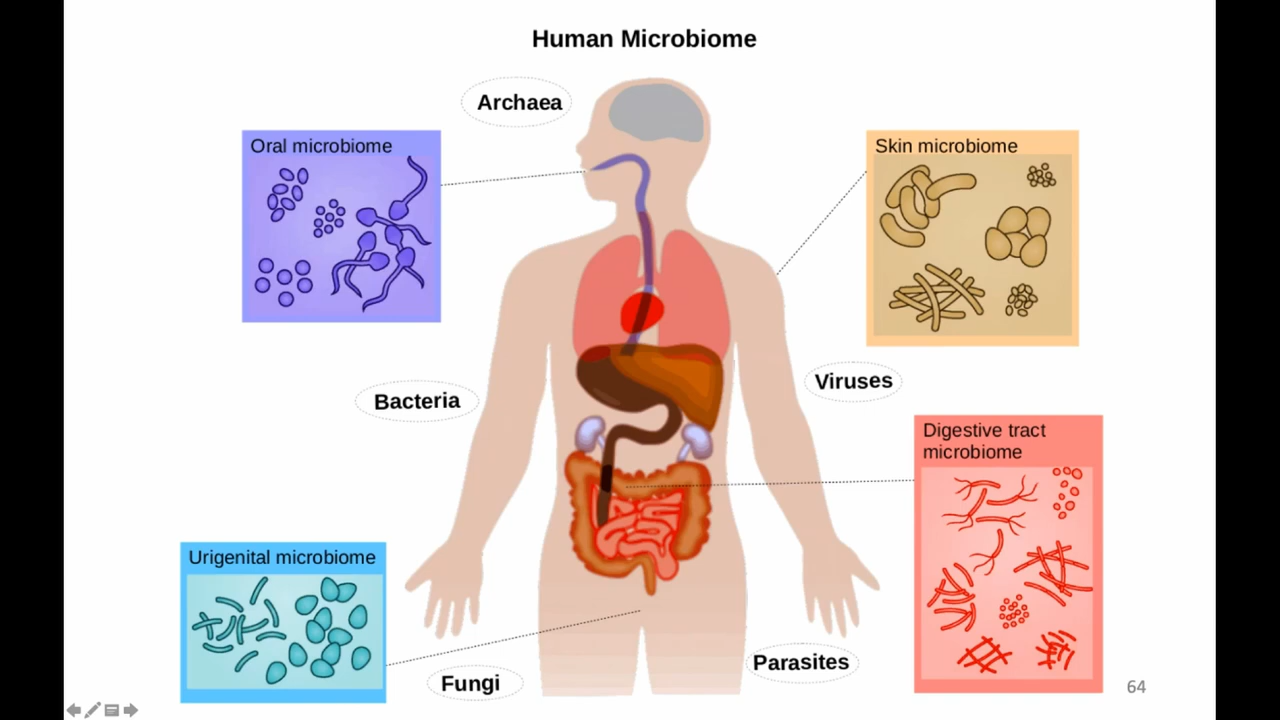 Human Microbiome
Archaea
Oral microbiome
Skin microbiome
Viruses
Bacteria
Digestive tract
microbiome
Urigenital microbiome
Parasites
Fungi
64